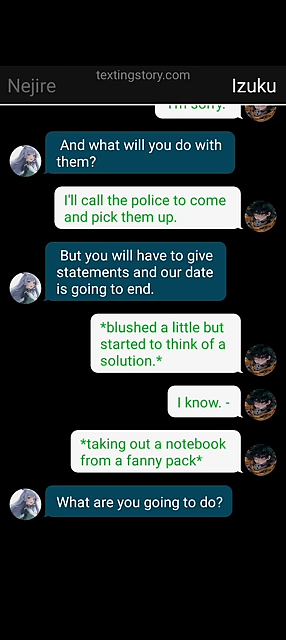 textingstory.com
Nejire
Izuku
I'm sorry.
And what will you do with
them?
I'll call the police to come
and pick them up.
But you will have to give
statements and our date
is going to end.
*blushed a little but
started to think of a
solution.*
I know. -
*taking out a notebook
from a fanny pack*
What are you going to do?